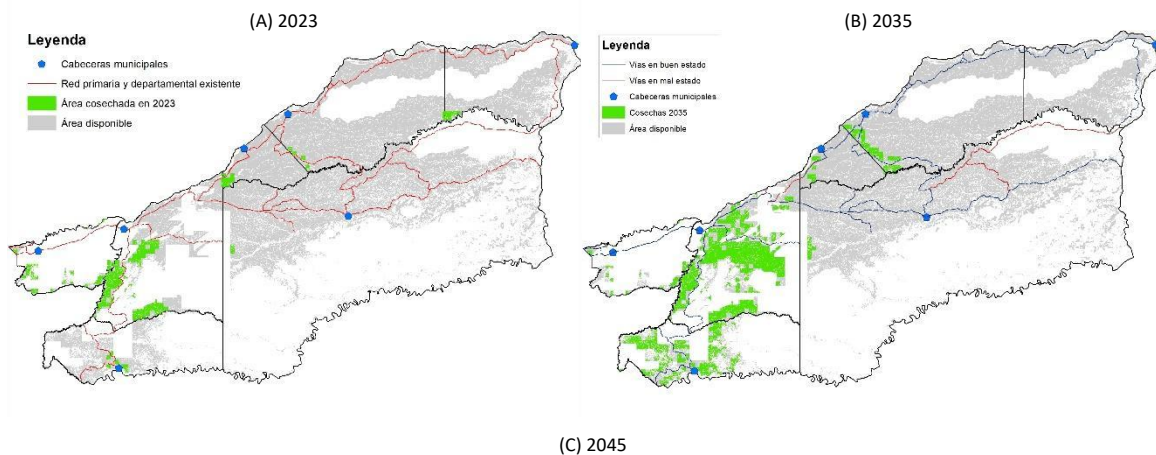 (A) 2023
Leyenda
Cabeceras municipales
Red primaria y departamental existente
Área cosechada en 2023
Área disponible
(B) 2035
Leyenda
Vías en buen estado
Vías en mal estado
Cabeceras municipales
Cosechas 2035
Área disponible
(C) 2045